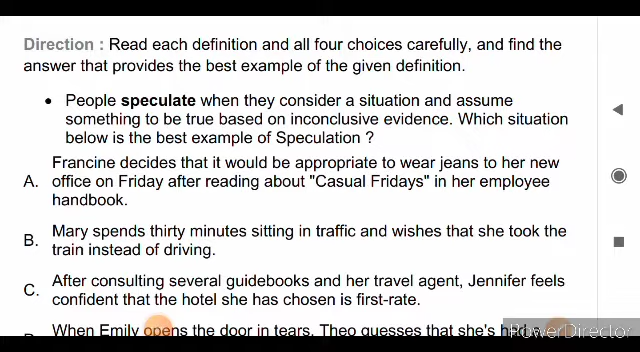 Direction : Read each definition and all four choices carefully, and find the
answer that provides the best example of the given definition.
• People speculate when they consider a situation and assume
something to be true based on inconclusive evidence. Which situation
below is the best example of Speculation ?
Francine decides that it would be appropriate to wear jeans to her new
A. office on Friday after reading about "Casual Fridays" in her employee
handbook.
B. Mary spends thirty minutes sitting in traffic and wishes that she took the
train instead of driving.
C. After consulting several guidebooks and her travel agent, Jennifer feels
confident that the hotel she has chosen is first-rate.
When Emily opens the door in tears, Theo guesses that she's had
PowerDirector